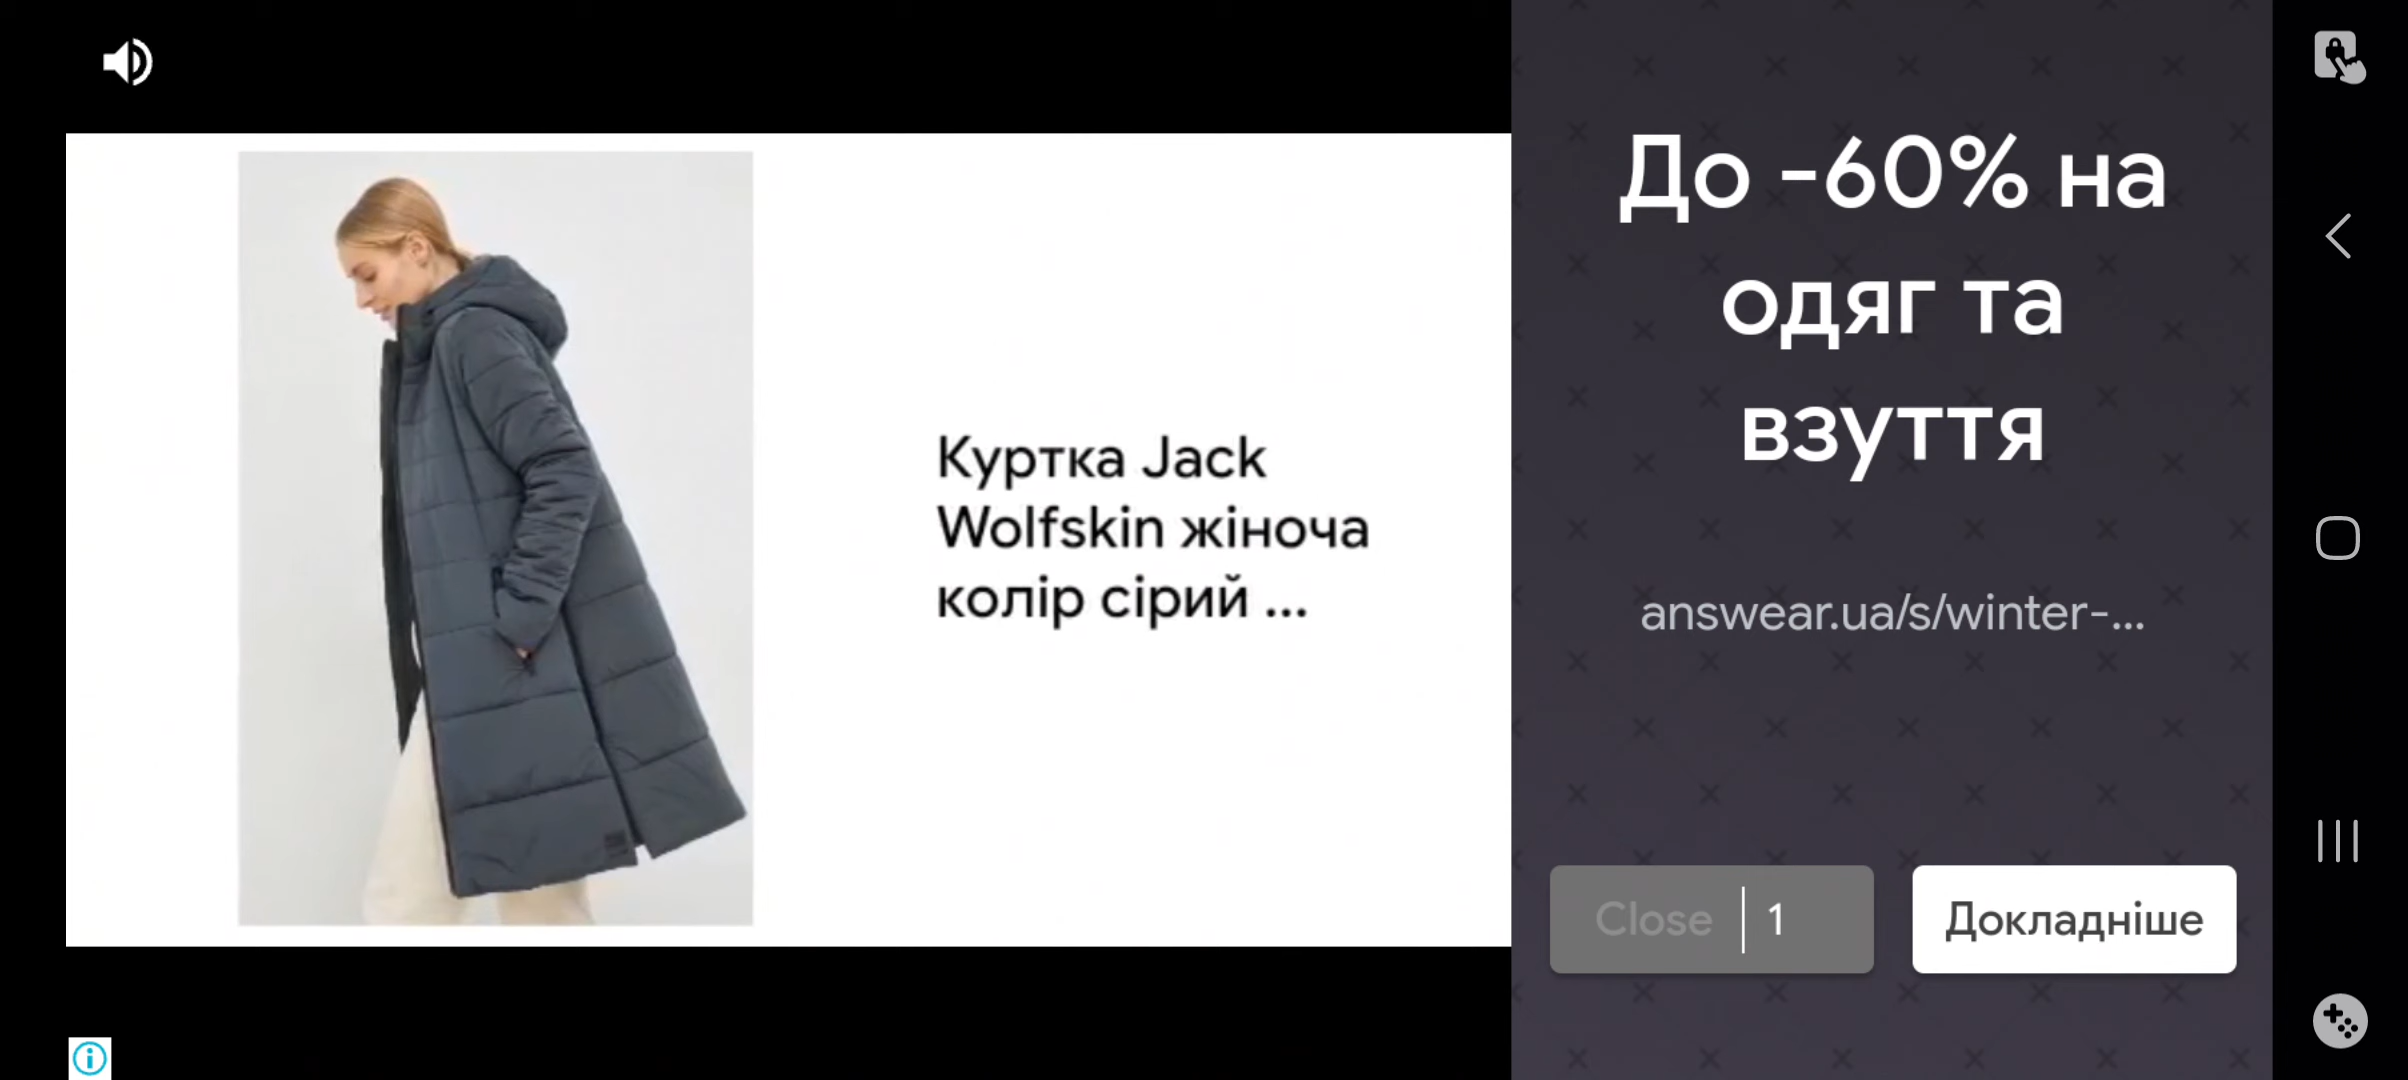 Куртка Jack
Wolfskin жіноча
колір сірий ...
До -60% на
одяг та
взуття
answear.ua/s/winter-...
Close | 1
Докладніше